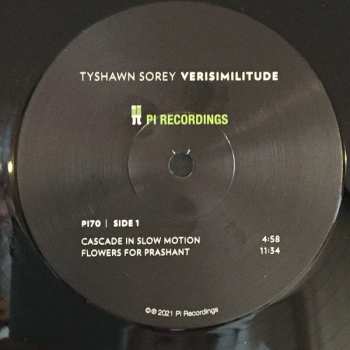 TYSHAWN SOREY VERISIMILITUDE
PI RECORDINGS
PI70 | SIDE 1
CASCADE IN SLOW MOTION 4:58
FLOWERS FOR PRASHANT 11:34
©℗ 2021 Pi Recordings